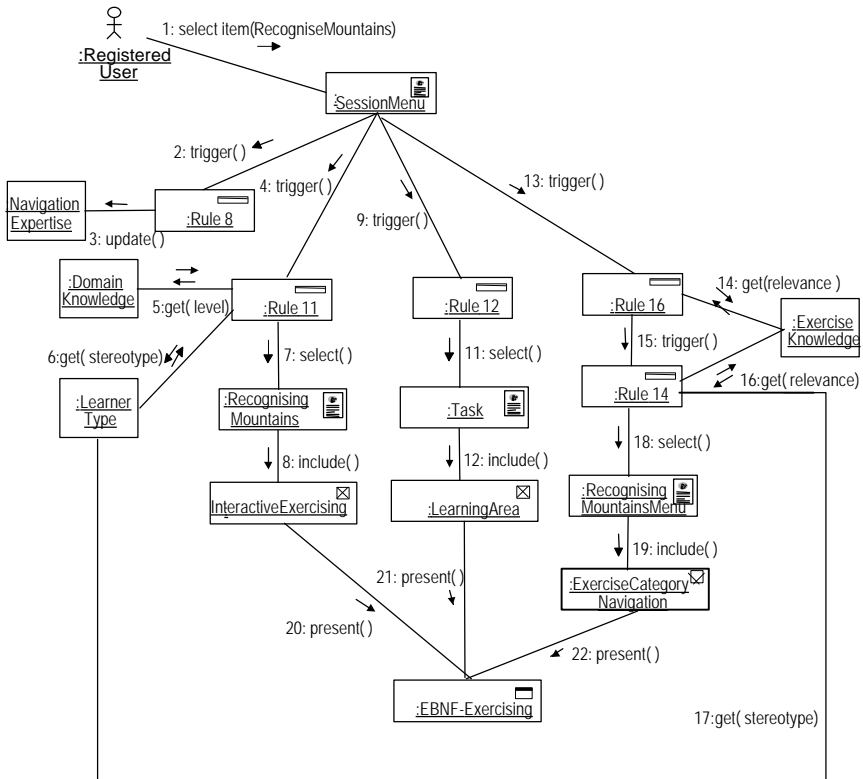 1: select item(RecogniseMountains)
:Registered
User
:SessionMenu
2: trigger( )
4: trigger( )
9: trigger( )
13: trigger( )
:Navigation
Expertise
:Rule 8
3: update( )
:Domain
Knowledge
5:get( level)
:Rule 11
:Rule 12
:Rule 16
14: get(relevance )
:Exercise
Knowledge
6:get( stereotype)
7: select()
11: select()
15: trigger( )
16:get( relevance)
:Learner
Type
:Recognising
Mountains
:Task
:Rule 14
8: include( )
12: include( )
18: select()
InteractiveExercising
:LearningArea
:Recognising
MountainsMenu
19: include( )
21: present( )
:ExerciseCategory
Navigation
20: present( )
22: present( )
:EBNF-Exercising
17:get( stereotype)